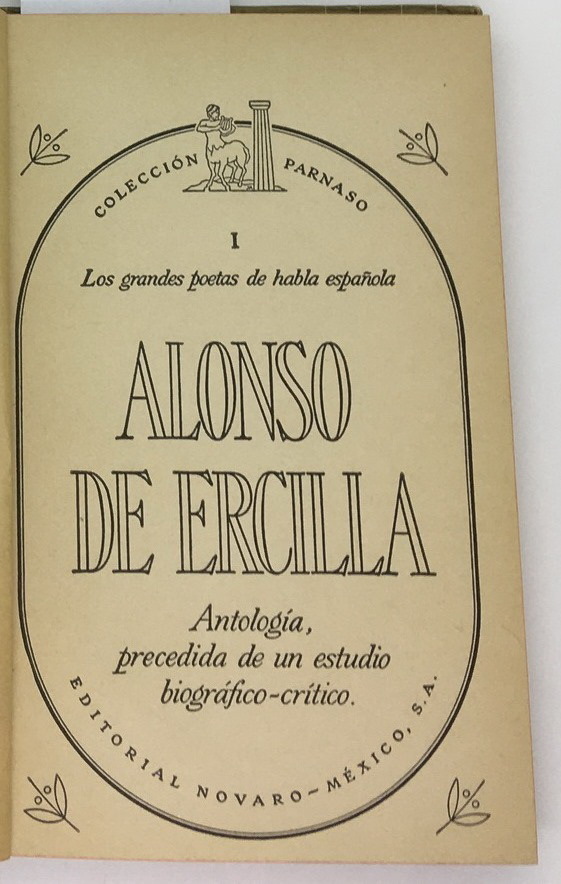 COLECCIÓN PARNASO
I
Los grandes poetas de habla española
ALONSO
DE ERCILLA
Antología,
precedida de un estudio
biográfico-crítico.
EDITORIAL NOVARO-MÉXICO, S.A.